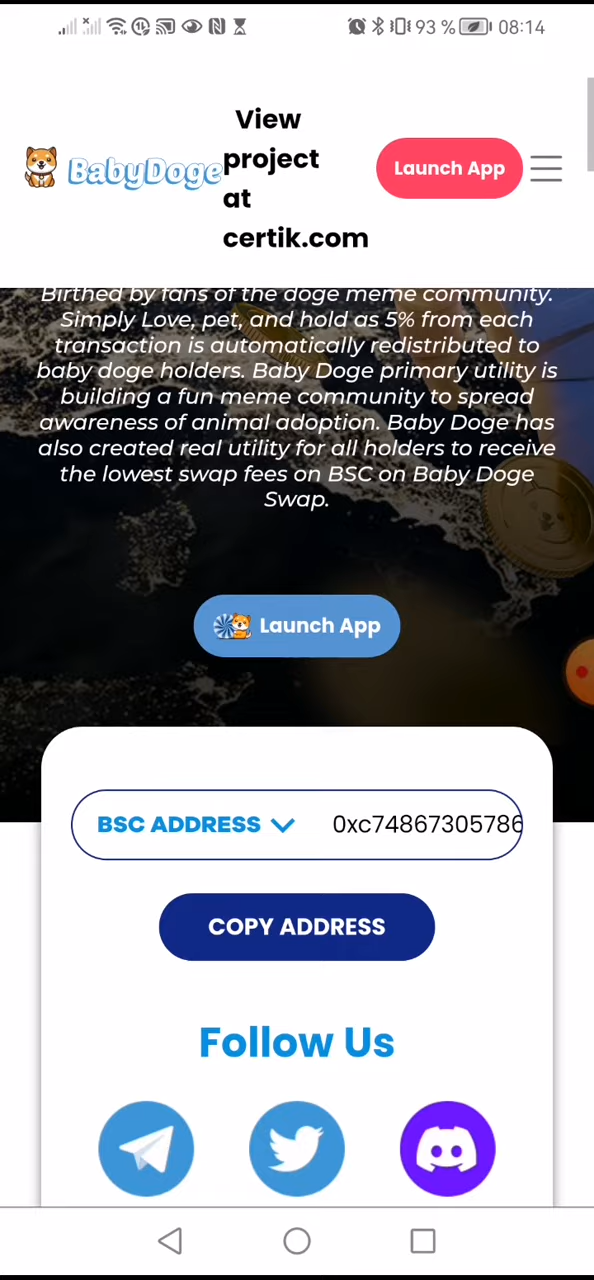 93 % 08:14
View
project
at
certik.com
BabyDoge
Launch App
Birthed by fans of the doge meme community.
Simply Love, pet, and hold as 5% from each
transaction is automatically redistributed to
baby doge holders. Baby Doge primary utility is
building a fun meme community to spread
awareness of animal adoption. Baby Doge has
also created real utility for all holders to receive
the lowest swap fees on BSC on Baby Doge
Swap.
Launch App
BSC ADDRESS 0xc74867305786
COPY ADDRESS
Follow Us